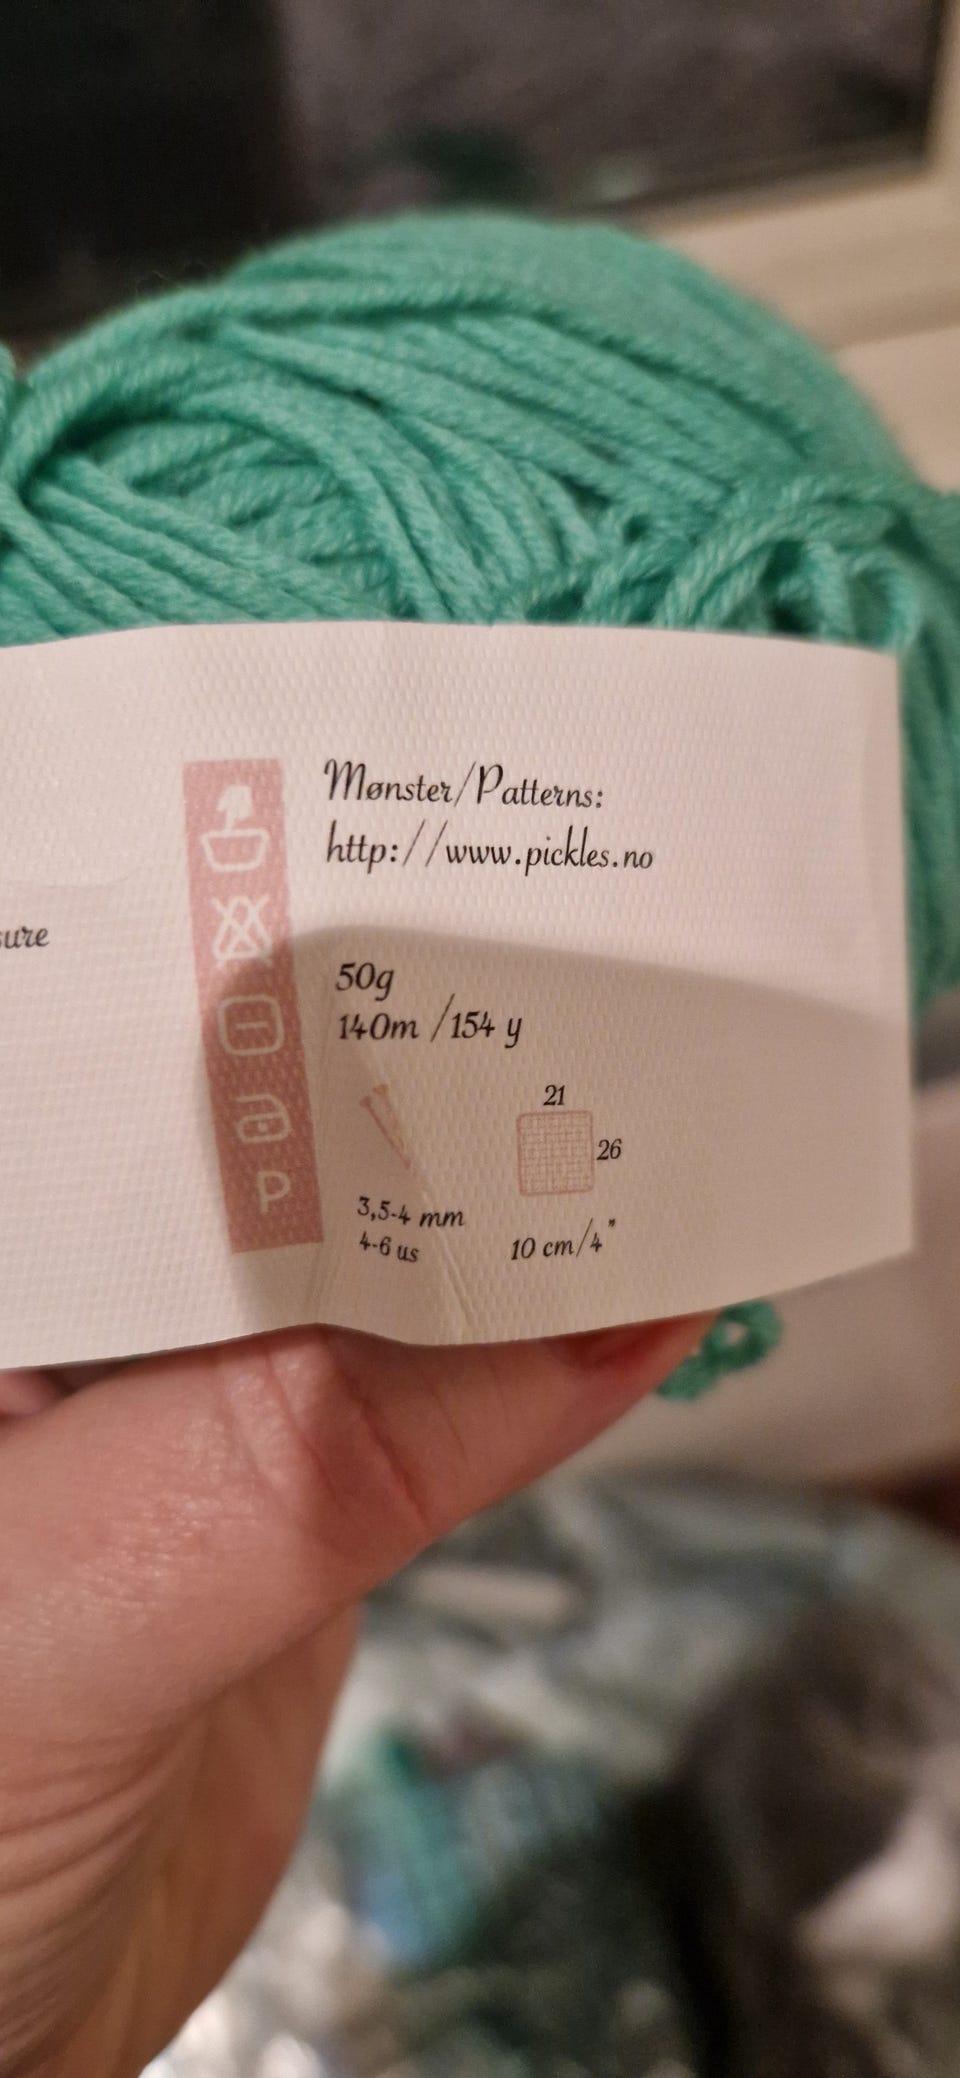 Mønster/Patterns:
http://www.pickles.no
sure
50g
140m /154 y
21
26
3,5-4 mm
4-6 us
10 cm/4"
P